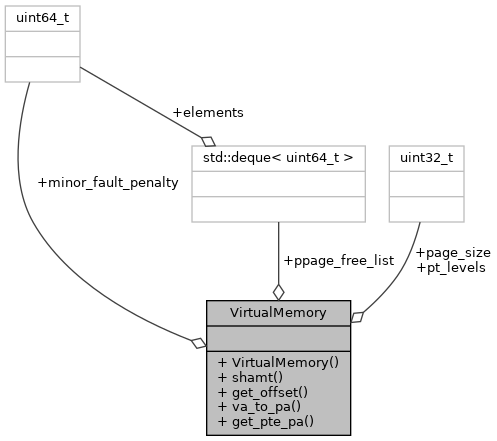 uint64_t
+elements
std::deque< uint64_t >
uint32_t
+minor_fault_penalty
+page_size
+pt_levels
+ppage_free_list
VirtualMemory
+ VirtualMemory()
+ shamt()
+ get_offset()
+ va_to_pa()
+ get_pte_pa()